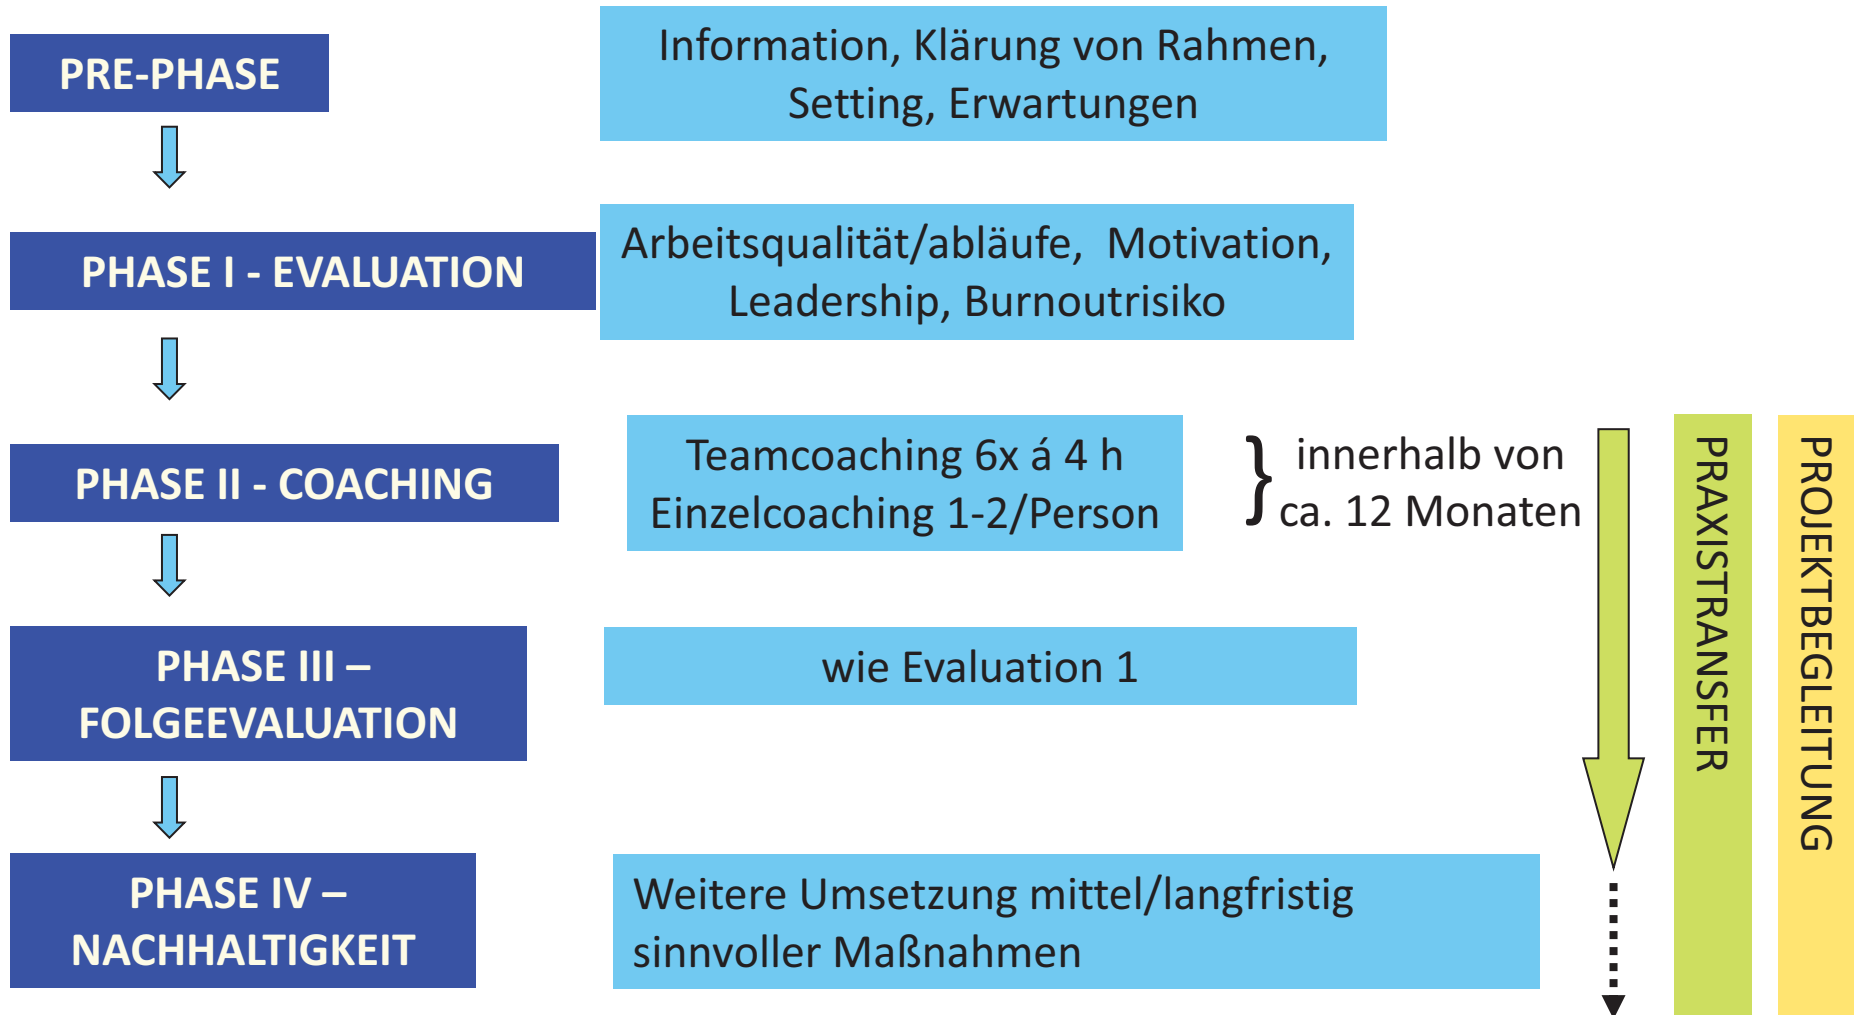 PRE-PHASE
Information, Klärung von Rahmen,
Setting, Erwartungen
PHASE I - EVALUATION
Arbeitsqualität/abläufe, Motivation,
Leadership, Burnoutrisiko
PHASE II - COACHING
Teamcoaching 6x á 4 h
Einzelcoaching 1-2/Person
} innerhalb von
ca. 12 Monaten
PHASE III –
FOLGEEVALUATION
wie Evaluation 1
PHASE IV –
NACHHALTIGKEIT
Weitere Umsetzung mittel/langfristig
sinnvoller Maßnahmen
PRAXISTRANSFER
PROJEKTBEGLEITUNG